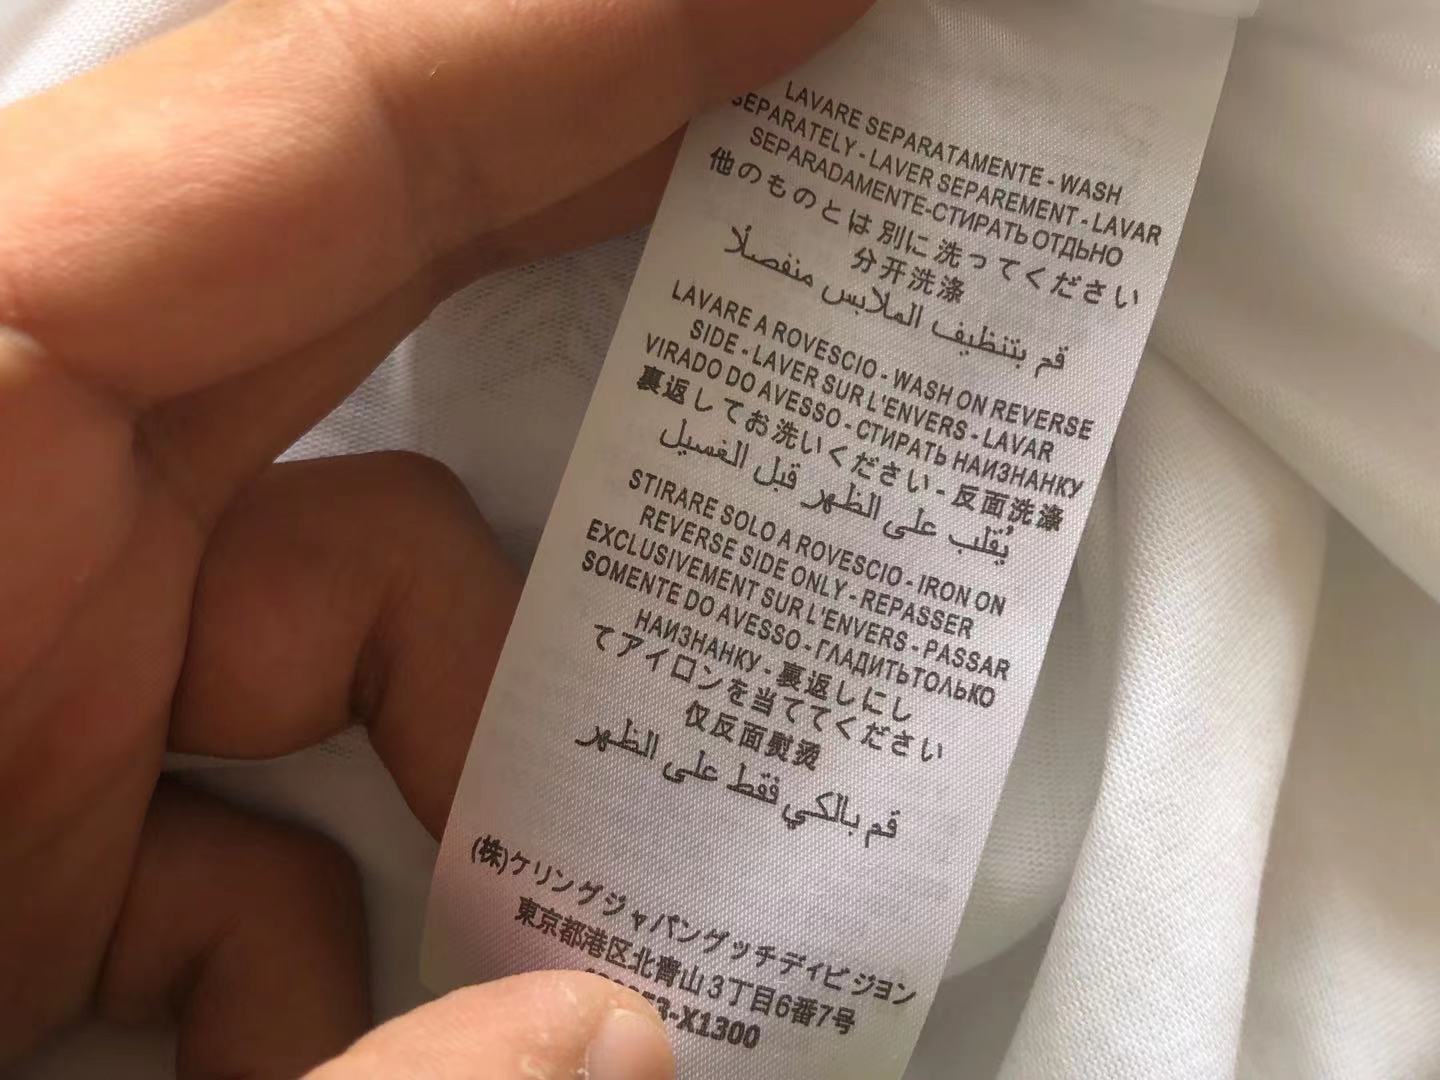 LAVARE SEPARATAMENTE - WASH
SEPARATELY - LAVER SEPAREMENT - LAVAR
SEPARADAMENTE-СТИРАТЬ ОТДЬНО
他のものとは別に洗ってください
分开洗涤
قم بتنظيف الملابس منفصلًا
LAVARE A ROVESCIO - WASH ON REVERSE
SIDE - LAVER SUR L'ENVERS - LAVAR
VIRADO DO AVESSO - СТИРАТЬ НАИЗНАНКУ
裏返してお洗いください - 反面洗滌
يُقلب على الظهر قبل الغسيل
STIRARE SOLO A ROVESCIO - IRON ON
REVERSE SIDE ONLY - REPASSER
EXCLUSIVEMENT SUR L'ENVERS - PASSAR
SOMENTE DO AVESSO - ГЛАДИТЬ ТОЛЬКО
НАИЗНАНКУ - 裏返しにし
てアイロンを当ててください
仅反面熨烫
قم بالكي فقط على الظهر
(株)ケリングジャパングッチディビジョン
東京都港区北青山3丁目6番7号
-X1300